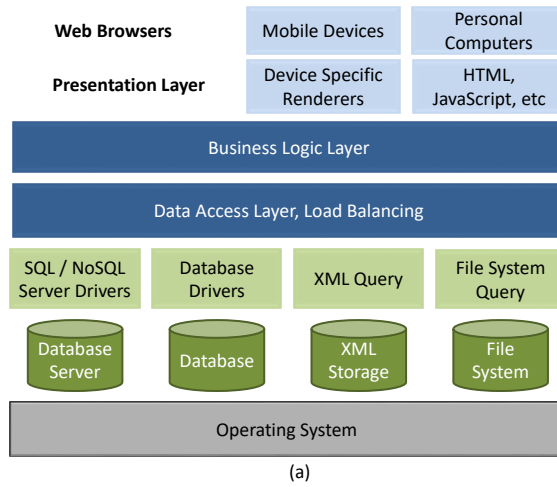 Web Browsers
Mobile Devices
Personal
Computers
Presentation Layer
Device Specific
Renderers
HTML,
JavaScript, etc
Business Logic Layer
Data Access Layer, Load Balancing
SQL / NoSQL
Server Drivers
Database
Drivers
XML Query
File System
Query
Database
Server
Database
XML
Storage
File
System
Operating System
(a)